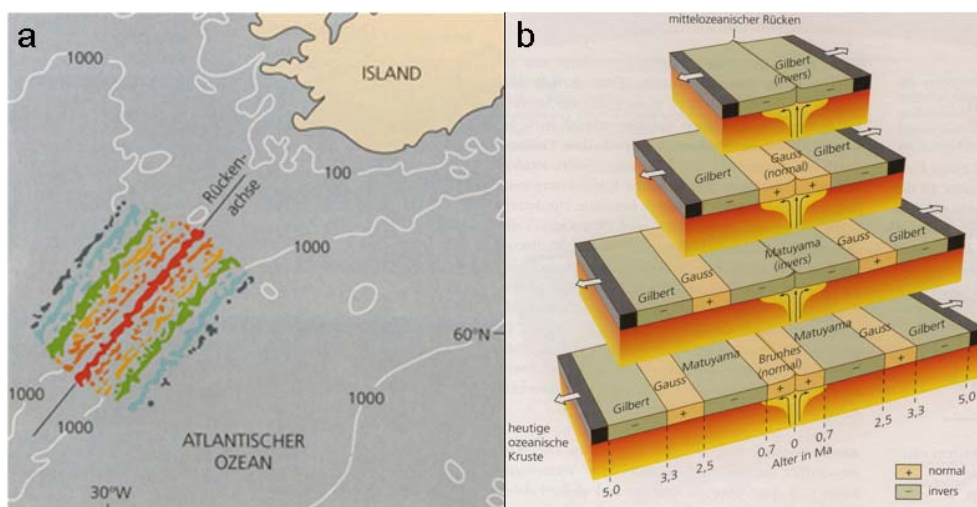 a
1000
ISLAND
100
Rücken-
achse
1000
1000
60°N
1000
1000
1000
ATLANTISCHER
OZEAN
30°W
b
mittelozeanischer Rücken
Gilbert
(invers)
Gilbert
Gauss
(normal)
Gilbert
Gilbert
Gauss
Matuyama
(invers)
Gauss
Gilbert
Gilbert
Gauss
Matuyama
Brunhes
(normal)
Matuyama
Gauss
Gilbert
heutige
ozeanische
Kruste
5,0
3,3
2,5
0,7
0
0,7
2,5
3,3
5,0
Alter in Ma
+ normal
− invers